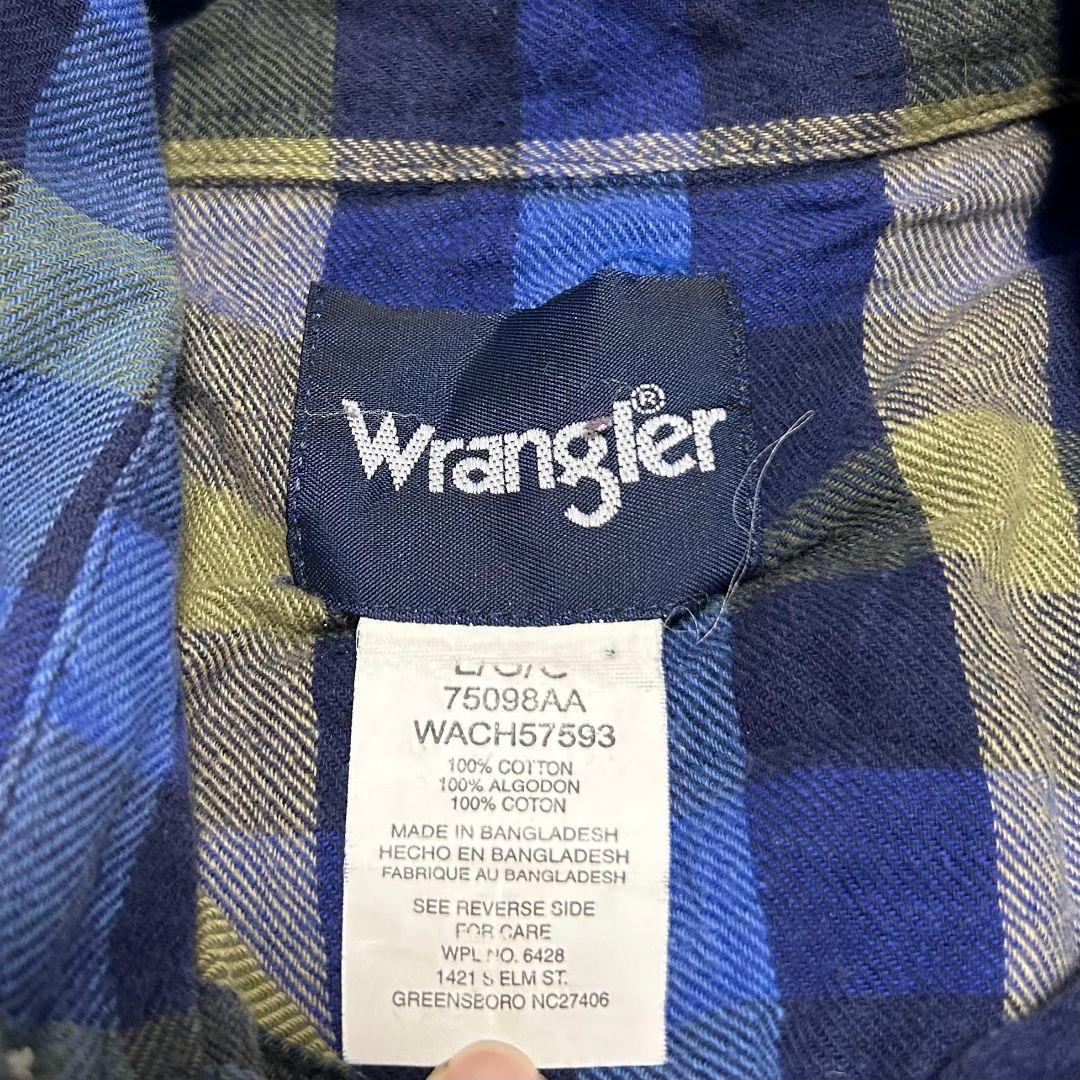 Wrangler®
L/G/G
75098AA
WACH57593
100% COTTON
100% ALGODON
100% COTON
MADE IN BANGLADESH
HECHO EN BANGLADESH
FABRIQUE AU BANGLADESH
SEE REVERSE SIDE
FOR CARE
WPL NO. 6428
1421 S ELM ST.
GREENSBORO NC27406